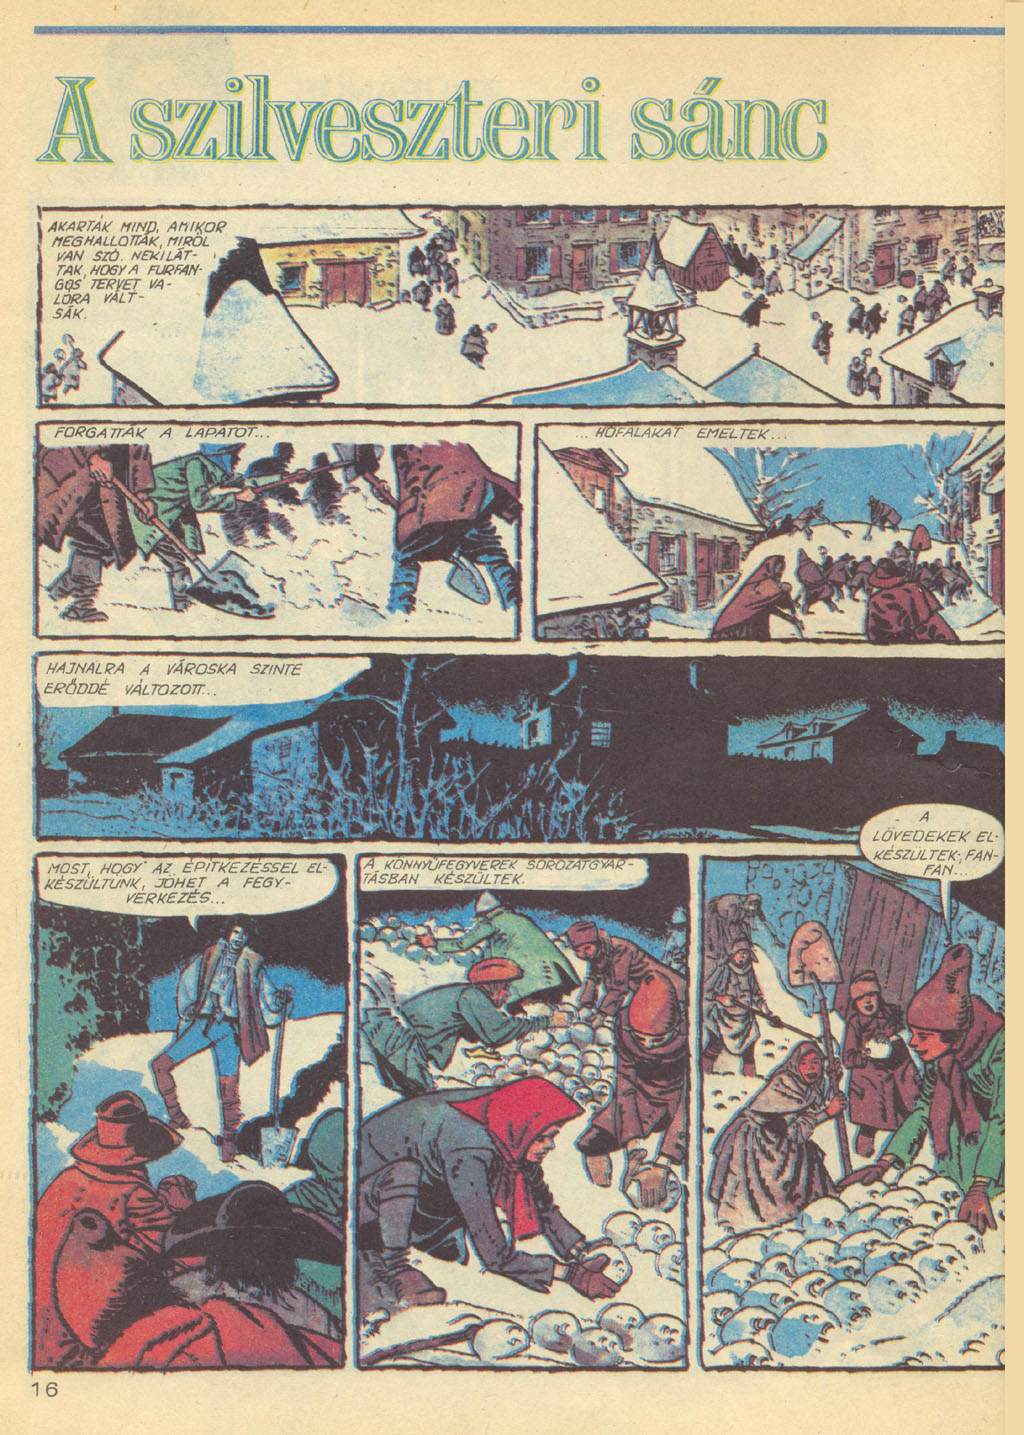 A szilveszteri sánc
AKARTÁK MIND, AMIKOR
MEGHALLOTTÁK, MIRŐL
VAN SZÓ. NEKILÁT-
TAK, HOGY A FURFAN-
GOS TERVET VA-
LÓRA VÁLT-
SÁK.
FORGATTÁK A LAPÁTOT...
... HÓFALAKAT EMELTEK...
HAJNALRA A VÁROSKA SZINTE
ERŐDDÉ VÁLTOZOTT...
MOST, HOGY AZ ÉPITKEZÉSSEL EL-
KÉSZÜLTÜNK, JÖHET A FEGY-
VERKEZÉS...
A KÖNNYŰFEGYVEREK SOROZATGYÁR-
TÁSBAN KÉSZÜLTEK.
A
LÖVEDEKEK EL-
KÉSZÜLTEK, FAN-
FAN...
16